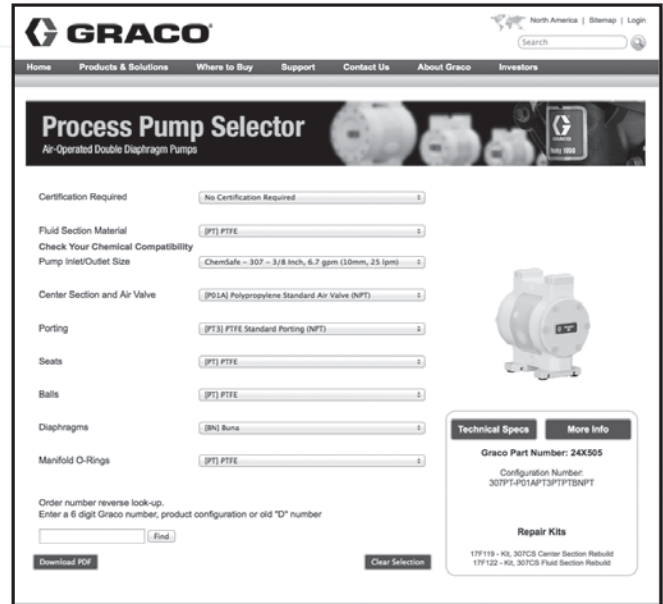 GRACO
North America | Sitemap | Login
Search
Home Products & Solutions Where to Buy Support Contact Us About Graco Investors
Process Pump Selector
Air-Operated Double Diaphragm Pumps
Certification Required No Certification Required
Fluid Section Material [PT] PTFE
Check Your Chemical Compatibility
Pump Inlet/Outlet Size ChemSafe – 307 – 3/8 Inch, 6.7 gpm (10mm, 25 lpm)
Center Section and Air Valve [P01A] Polypropylene Standard Air Valve (NPT)
Porting [PT3] PTFE Standard Porting (NPT)
Seats [PT] PTFE
Balls [PT] PTFE
Diaphragms [BN] Buna
Manifold O-Rings [PT] PTFE
Technical Specs More Info
Graco Part Number: 24X505
Configuration Number:
307PT-P01APT3PTPTBNPT
Repair Kits
17F119 - Kit, 307CS Center Section Rebuild
17F122 - Kit, 307CS Fluid Section Rebuild
Order number reverse look-up.
Enter a 6 digit Graco number, product configuration or old "D" number
Find
Download PDF Clear Selection